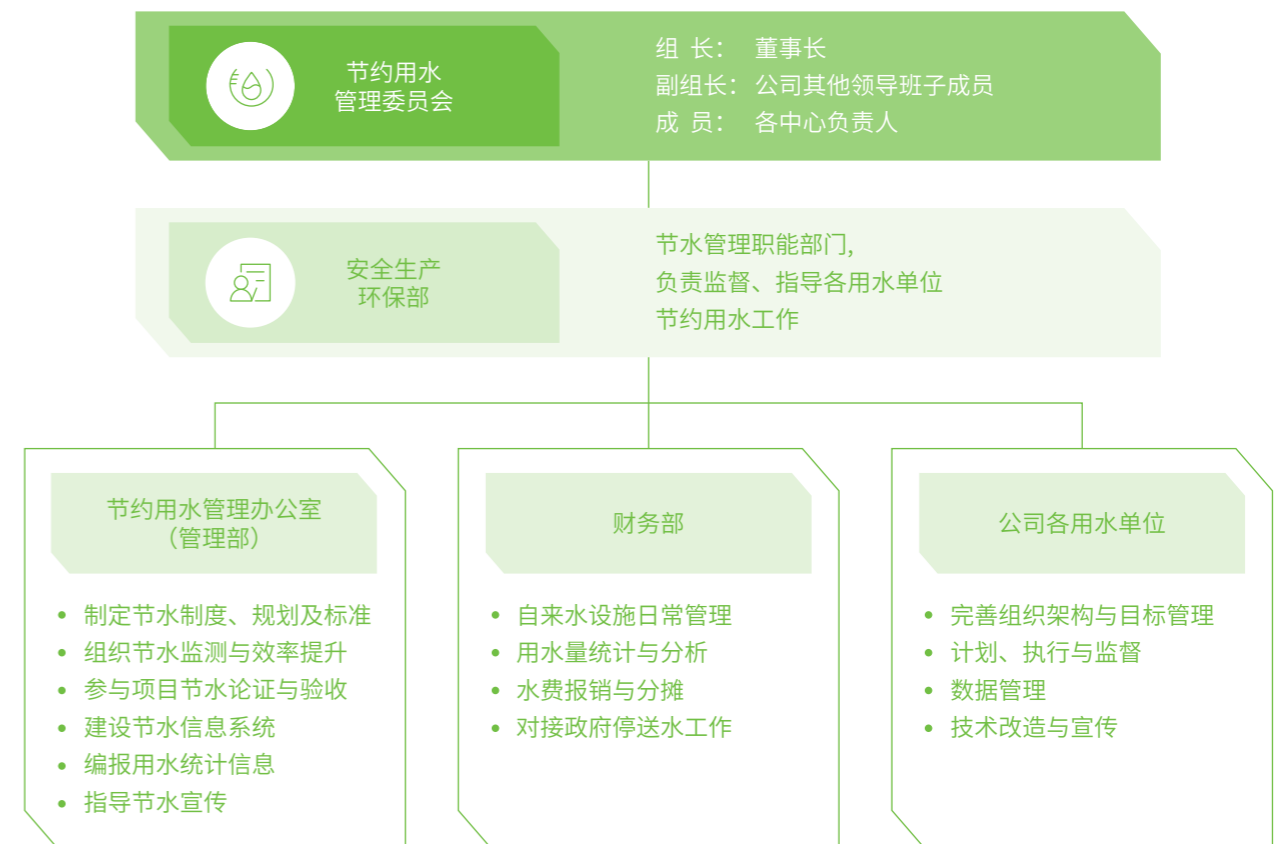 节约用水
管理委员会
组 长： 董事长
副组长： 公司其他领导班子成员
成 员： 各中心负责人
安全生产
环保部
节水管理职能部门,
负责监督、指导各用水单位
节约用水工作
节约用水管理办公室
（管理部）
• 制定节水制度、规划及标准
• 组织节水监测与效率提升
• 参与项目节水论证与验收
• 建设节水信息系统
• 编报用水统计信息
• 指导节水宣传
财务部
• 自来水设施日常管理
• 用水量统计与分析
• 水费报销与分摊
• 对接政府停送水工作
公司各用水单位
• 完善组织架构与目标管理
• 计划、执行与监督
• 数据管理
• 技术改造与宣传